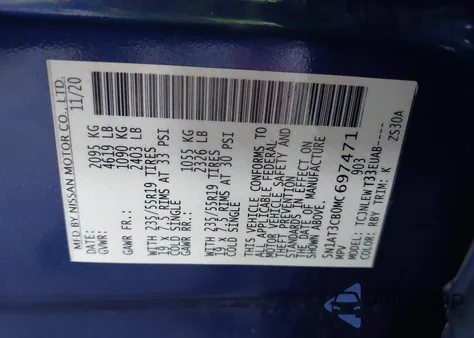 MFD BY NISSAN MOTOR CO., LTD.
DATE: 11/20
GVWR: 2095 KG
4619 LB
GAWR FR.: 1090 KG
2403 LB
WITH 235/55R19 TIRES
19 X 7.5J RIMS AT 33 PSI
COLD SINGLE
GAWR RR.: 1055 KG
2326 LB
WITH 235/55R19 TIRES
19 X 7.5J RIMS AT 30 PSI
COLD SINGLE
THIS VEHICLE CONFORMS TO
ALL APPLICABLE FEDERAL
MOTOR VEHICLE SAFETY AND
THEFT PREVENTION
STANDARDS IN EFFECT ON
THE DATE OF MANUFACTURE
SHOWN ABOVE.
697471
MPV 903
T33EUAB----
COLOR: RBY TRIM: K ZS30A